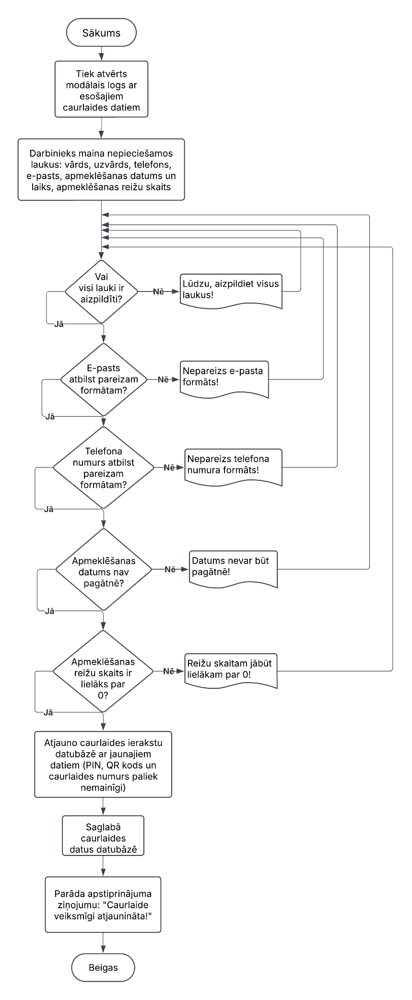 Sākums
Tiek atvērts
modālais logs ar
esošajiem
caurlaides datiem
Darbinieks maina nepieciešamos
laukus: vārds, uzvārds, telefons,
e-pasts, apmeklēšanas datums un
laiks, apmeklēšanas reižu skaits
Vai
visi lauki ir
aizpildīti?
Nē
Lūdzu, aizpildiet visus
laukus!
Jā
E-pasts
atbilst pareizam
formātam?
Nē
Nepareizs e-pasta
formāts!
Jā
Telefona
numurs atbilst
pareizam
formātam?
Nē
Nepareizs telefona
numura formāts!
Jā
Apmeklēšanas
datums nav
pagātnē?
Nē
Datums nevar būt
pagātnē!
Jā
Apmeklēšanas
reižu skaits ir
lielāks par
0?
Nē
Reižu skaitam jābūt
lielākam par 0!
Jā
Atjauno caurlaides ierakstu
datubāzē ar jaunajiem
datiem (PIN, QR kods un
caurlaides numurs paliek
nemainīgi)
Saglabā
caurlaides
datus datubāzē
Parāda apstiprinājuma
ziņojumu: "Caurlaide
veiksmīgi atjaunināta!"
Beigas